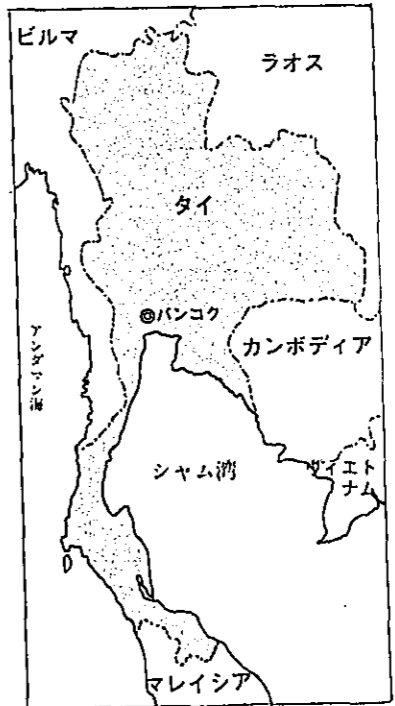 ビルマ
ラオス
タイ
◎バンコク
カンボディア
アンダマン海
シャム湾
ヴィエト
ナム
マレイシア